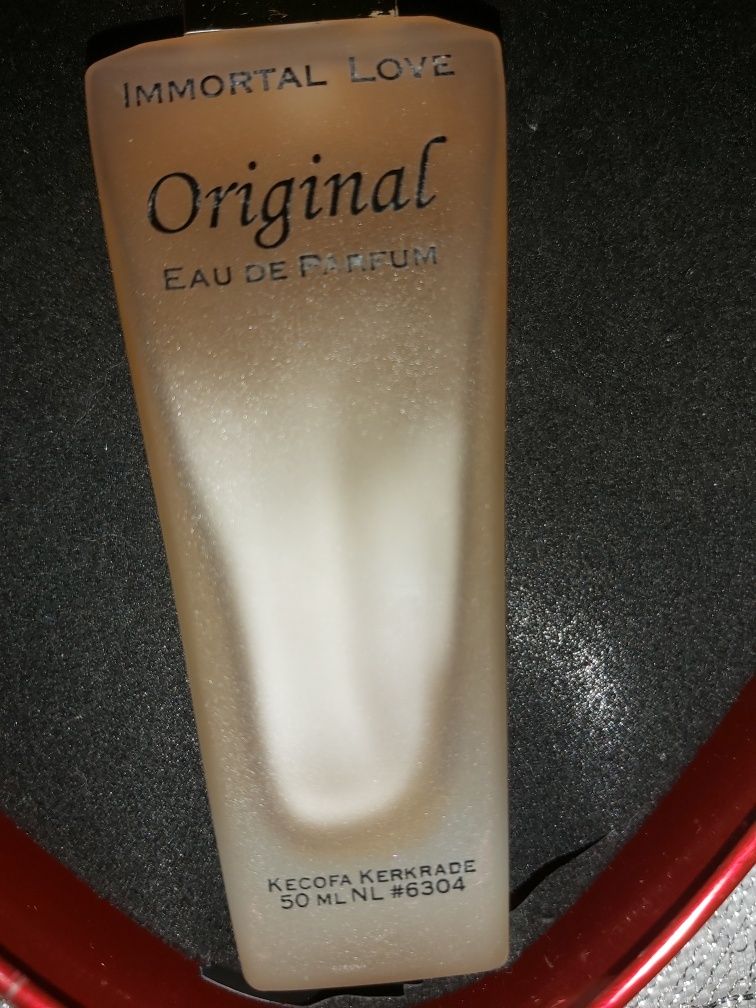 Immortal Love
Original
Eau de Parfum
Kecofa Kerkrade
50 ml NL #6304